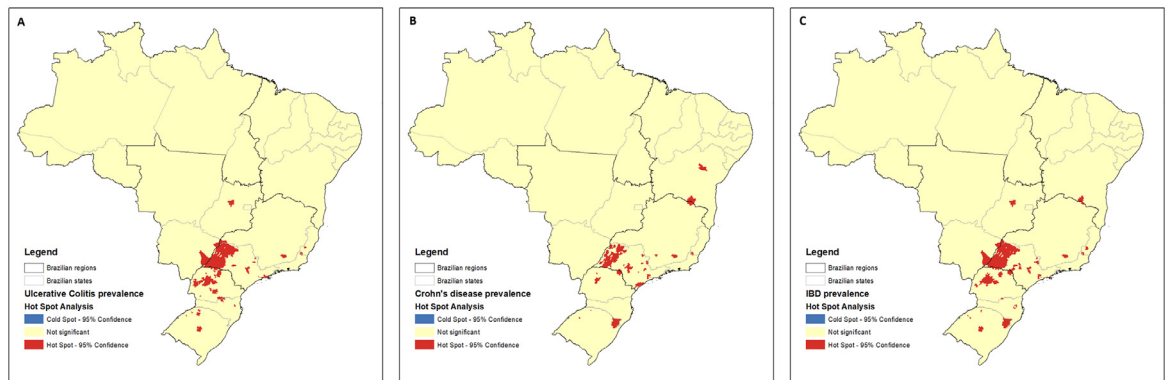 A
Legend
Brazilian regions
Brazilian states
Ulcerative Colitis prevalence
Hot Spot Analysis
Cold Spot - 95% Confidence
Not significant
Hot Spot - 95% Confidence
B
Legend
Brazilian regions
Brazilian states
Crohn's disease prevalence
Hot Spot Analysis
Cold Spot - 95% Confidence
Not significant
Hot Spot - 95% Confidence
C
Legend
Brazilian regions
Brazilian states
IBD prevalence
Hot Spot Analysis
Cold Spot - 95% Confidence
Not significant
Hot Spot - 95% Confidence